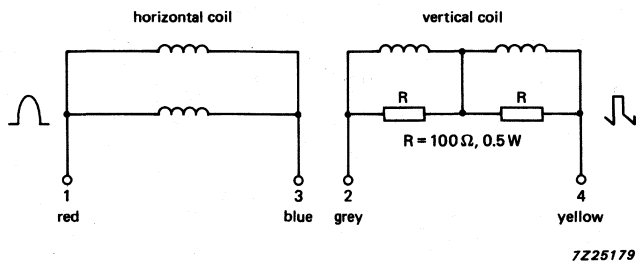 horizontal coil
vertical coil
R
R
R = 100 Ω, 0.5 W
1
3
2
4
red
blue
grey
yellow
7Z25179